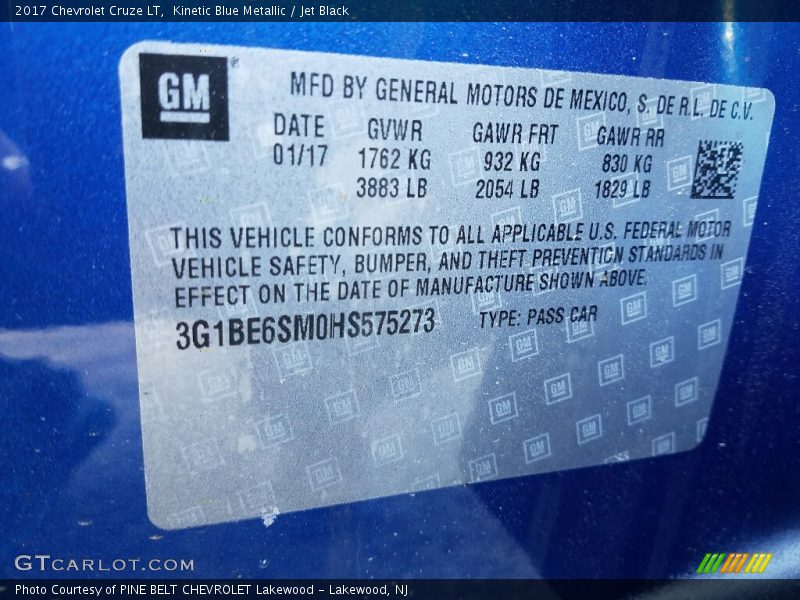 2017 Chevrolet Cruze LT,  Kinetic Blue Metallic / Jet Black
GM®
MFD BY GENERAL MOTORS DE MEXICO, S. DE R.L. DE C.V.
DATE GVWR GAWR FRT GAWR RR
01/17 1762 KG 932 KG 830 KG
3883 LB 2054 LB 1829 LB
THIS VEHICLE CONFORMS TO ALL APPLICABLE U.S. FEDERAL MOTOR
VEHICLE SAFETY, BUMPER, AND THEFT PREVENTION STANDARDS IN
EFFECT ON THE DATE OF MANUFACTURE SHOWN ABOVE.
3G1BE6SM0HS575273 TYPE: PASS CAR
GTCARLOT.COM
Photo Courtesy of PINE BELT CHEVROLET Lakewood - Lakewood, NJ